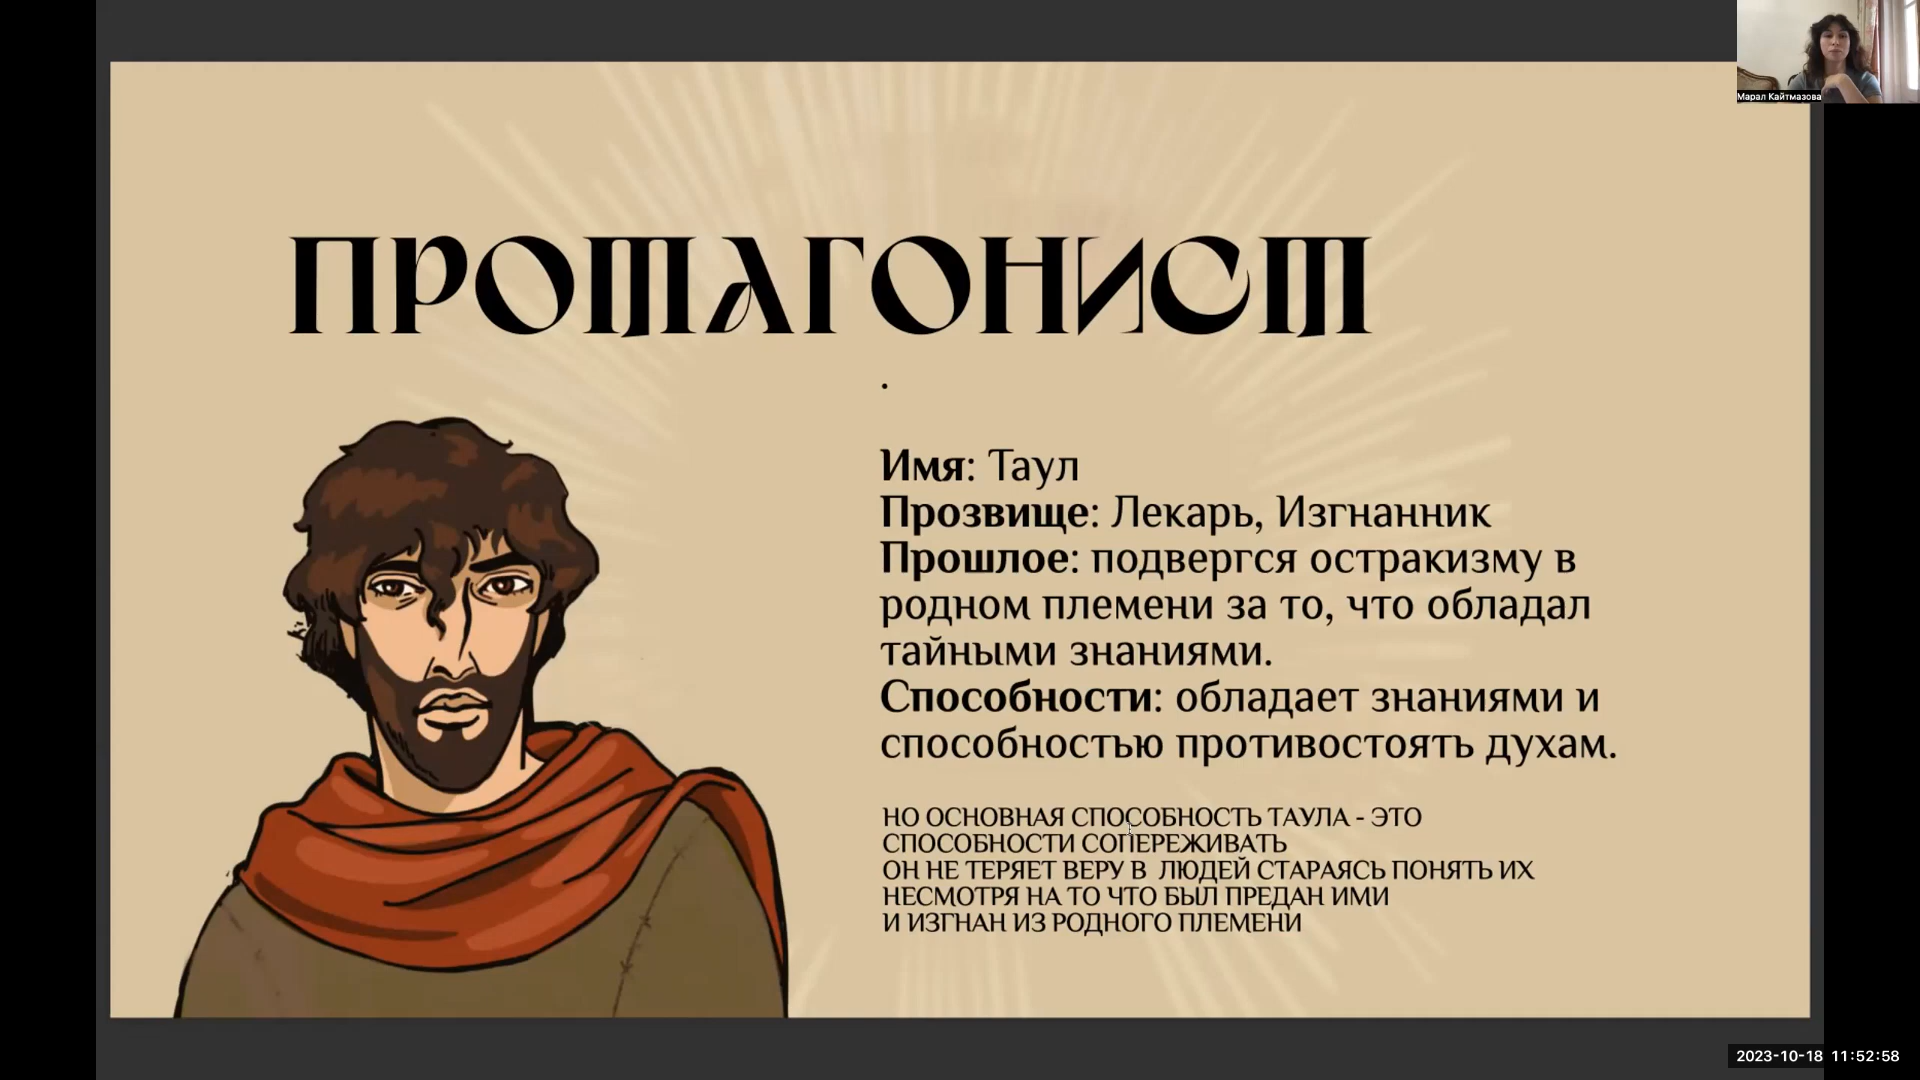 Марал Кайтмазова
ПРОТАГОНИСТ
.
Имя: Таул
Прозвище: Лекарь, Изгнанник
Прошлое: подвергся остракизму в
родном племени за то, что обладал
тайными знаниями.
Способности: обладает знаниями и
способностью противостоять духам.
НО ОСНОВНАЯ СПОСОБНОСТЬ ТАУЛА - ЭТО
СПОСОБНОСТИ СОПЕРЕЖИВАТЬ
ОН НЕ ТЕРЯЕТ ВЕРУ В ЛЮДЕЙ СТАРАЯСЬ ПОНЯТЬ ИХ
НЕСМОТРЯ НА ТО ЧТО БЫЛ ПРЕДАН ИМИ
И ИЗГНАН ИЗ РОДНОГО ПЛЕМЕНИ
2023-10-18 11:52:58